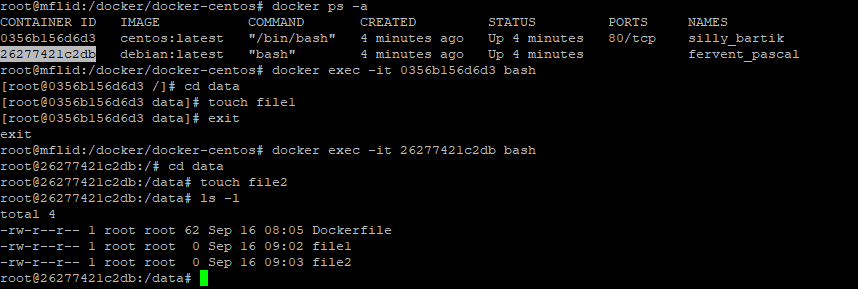 root@mflid:/docker/docker-centos# docker ps -a
CONTAINER ID   IMAGE           COMMAND       CREATED         STATUS         PORTS     NAMES
0356b156d6d3   centos:latest   "/bin/bash"   4 minutes ago   Up 4 minutes   80/tcp    silly_bartik
26277421c2db   debian:latest   "bash"        4 minutes ago   Up 4 minutes             fervent_pascal
root@mflid:/docker/docker-centos# docker exec -it 0356b156d6d3 bash
[root@0356b156d6d3 /]# cd data
[root@0356b156d6d3 data]# touch file1
[root@0356b156d6d3 data]# exit
exit
root@mflid:/docker/docker-centos# docker exec -it 26277421c2db bash
root@26277421c2db:/# cd data
root@26277421c2db:/data# touch file2
root@26277421c2db:/data# ls -l
total 4
-rw-r--r-- 1 root root 62 Sep 16 08:05 Dockerfile
-rw-r--r-- 1 root root  0 Sep 16 09:02 file1
-rw-r--r-- 1 root root  0 Sep 16 09:03 file2
root@26277421c2db:/data#